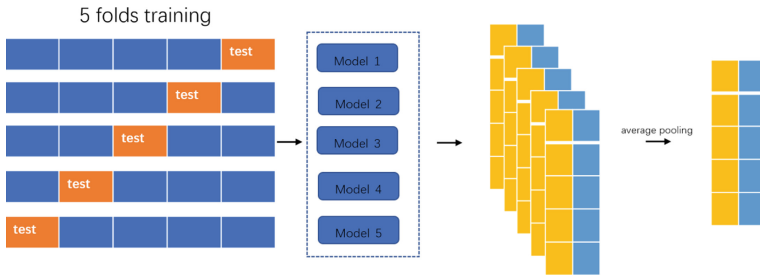 5 folds training
test
test
test
test
test
Model 1
Model 2
Model 3
Model 4
Model 5
average pooling